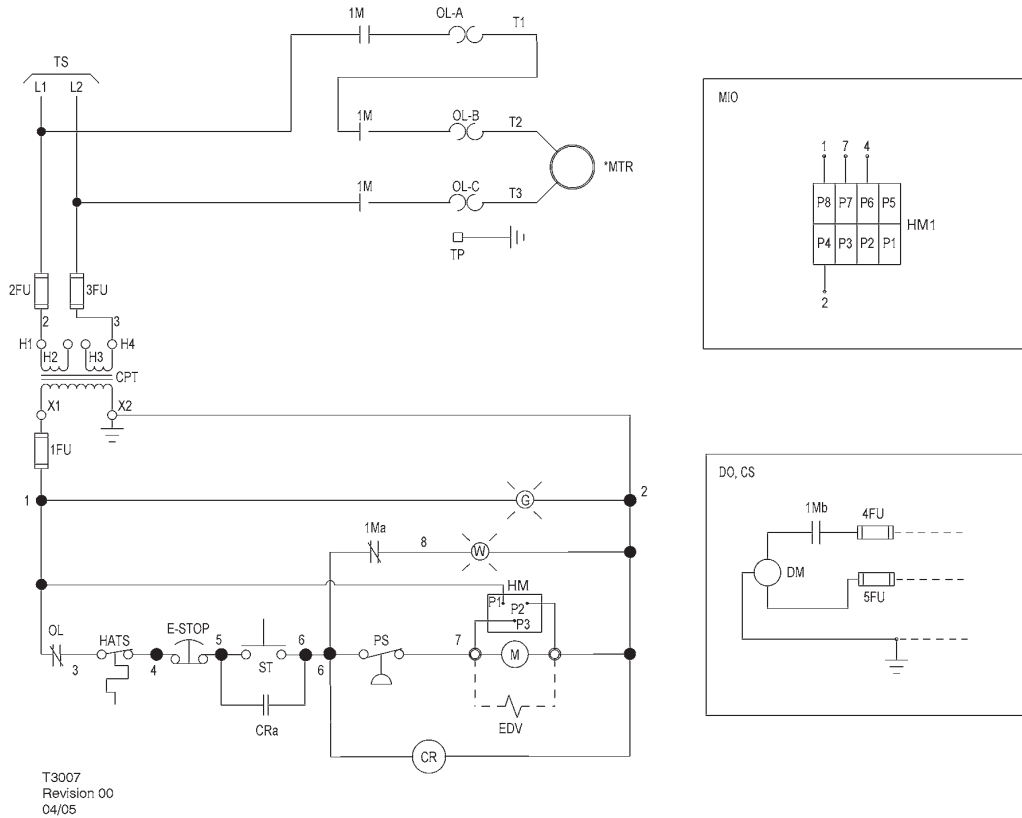 1M
OL-A
T1
TS
L1
L2
1M
OL-B
T2
*MTR
1M
OL-C
T3
TP
2FU
3FU
2
3
H1
H2
H3
H4
CPT
X1
X2
1FU
1
G
2
1Ma
8
W
HM
P1
P2
P3
OL
3
HATS
4
E-STOP
5
ST
6
6
PS
7
M
CRa
EDV
CR
T3007
Revision 00
04/05
MIO
1 7 4
P8 P7 P6 P5
HM1
P4 P3 P2 P1
2
DO, CS
1Mb
4FU
DM
5FU